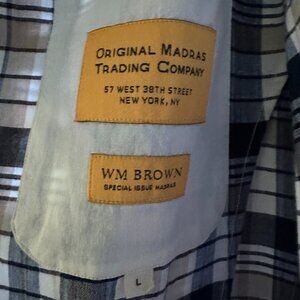 ORIGINAL MADRAS
TRADING COMPANY
57 WEST 38TH STREET
NEW YORK, NY
WM BROWN
SPECIAL ISSUE MADRAS
L